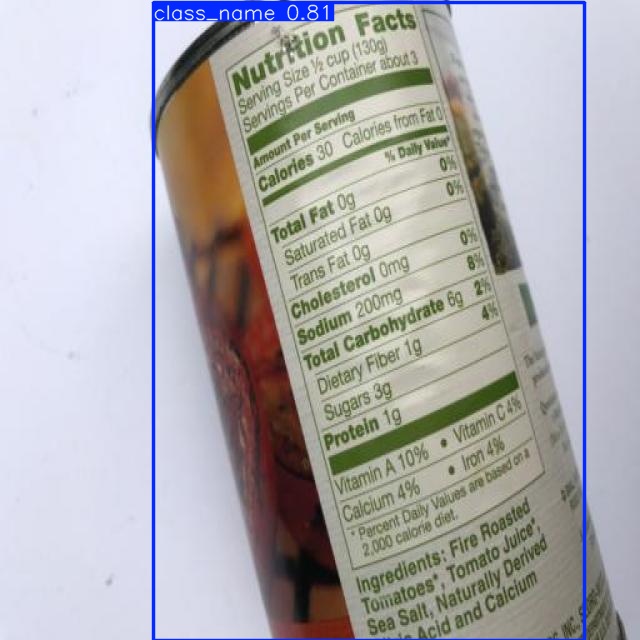 class_name 0.81
Nutrition Facts
Serving Size ½ cup (130g)
Servings Per Container about 3
Amount Per Serving
Calories 30 Calories from Fat 0
% Daily Value*
Total Fat 0g 0%
Saturated Fat 0g 0%
Trans Fat 0g
Cholesterol 0mg 0%
Sodium 200mg 8%
Total Carbohydrate 6g 2%
Dietary Fiber 1g 4%
Sugars 3g
Protein 1g
Vitamin A 10% • Vitamin C 4%
Calcium 4% • Iron 4%
* Percent Daily Values are based on a
2,000 calorie diet.
Ingredients: Fire Roasted
Tomatoes*, Tomato Juice*,
Sea Salt, Naturally Derived
Acid and Calcium